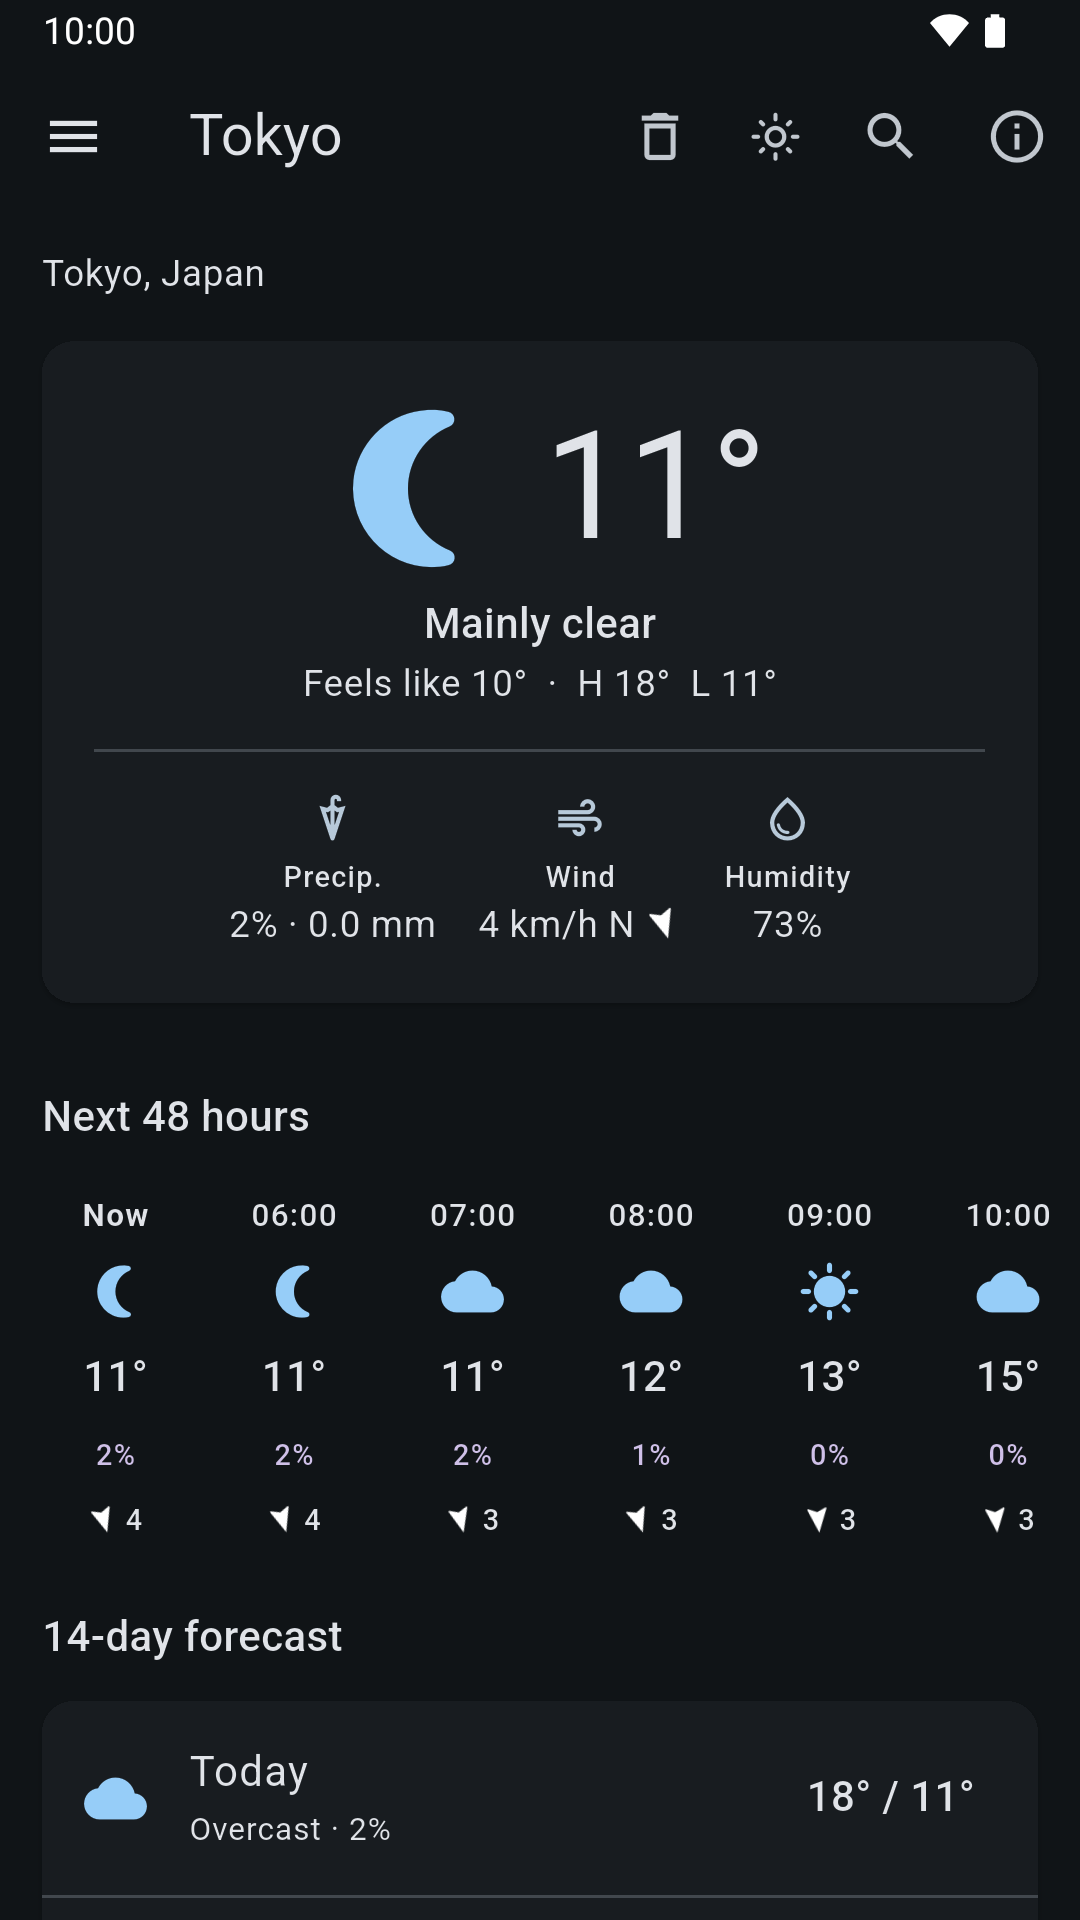 10:00
Tokyo
Tokyo, Japan
11°
Mainly clear
Feels like 10° · H 18° L 11°
Precip. Wind Humidity
2% · 0.0 mm 4 km/h N 73%
Next 48 hours
Now 06:00 07:00 08:00 09:00 10:00
11° 11° 11° 12° 13° 15°
2% 2% 2% 1% 0% 0%
4 4 3 3 3 3
14-day forecast
Today
18° / 11°
Overcast · 2%